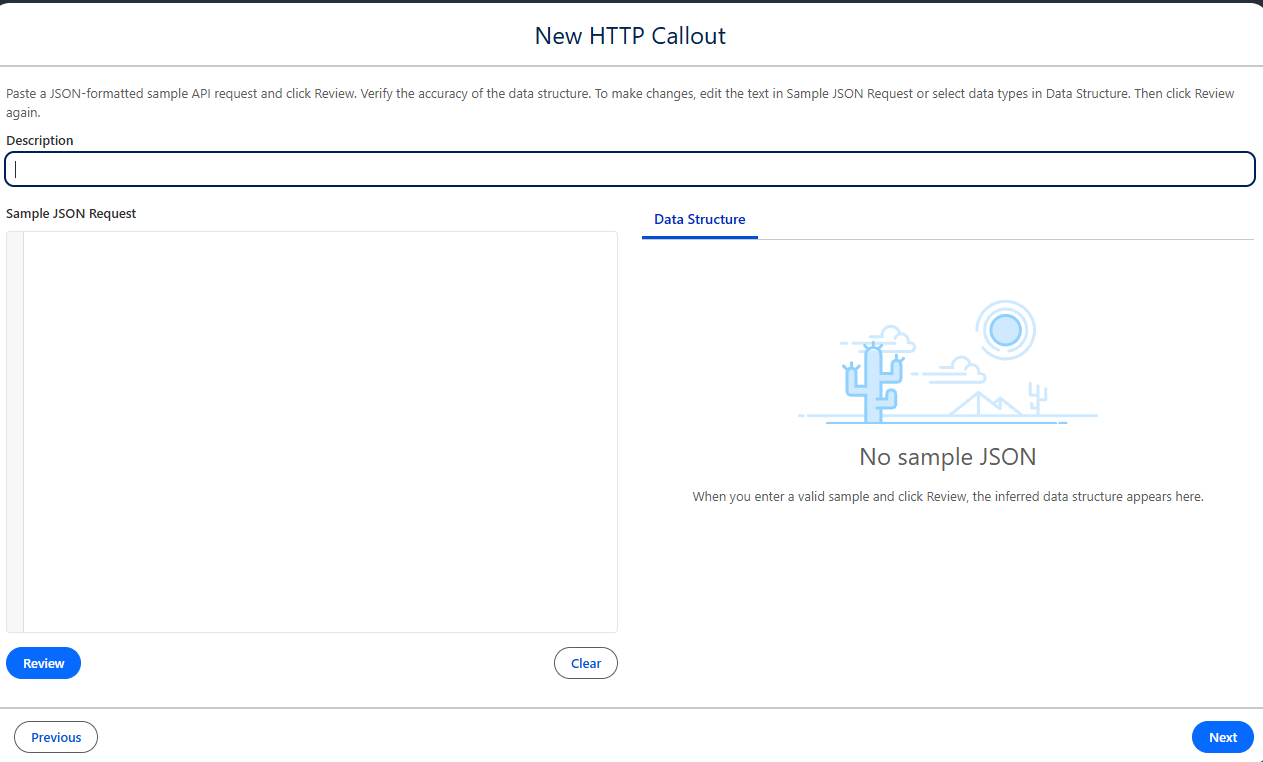 New HTTP Callout
Paste a JSON-formatted sample API request and click Review. Verify the accuracy of the data structure. To make changes, edit the text in Sample JSON Request or select data types in Data Structure. Then click Review
again.
Description
Sample JSON Request
Data Structure
No sample JSON
When you enter a valid sample and click Review, the inferred data structure appears here.
Review
Clear
Previous
Next